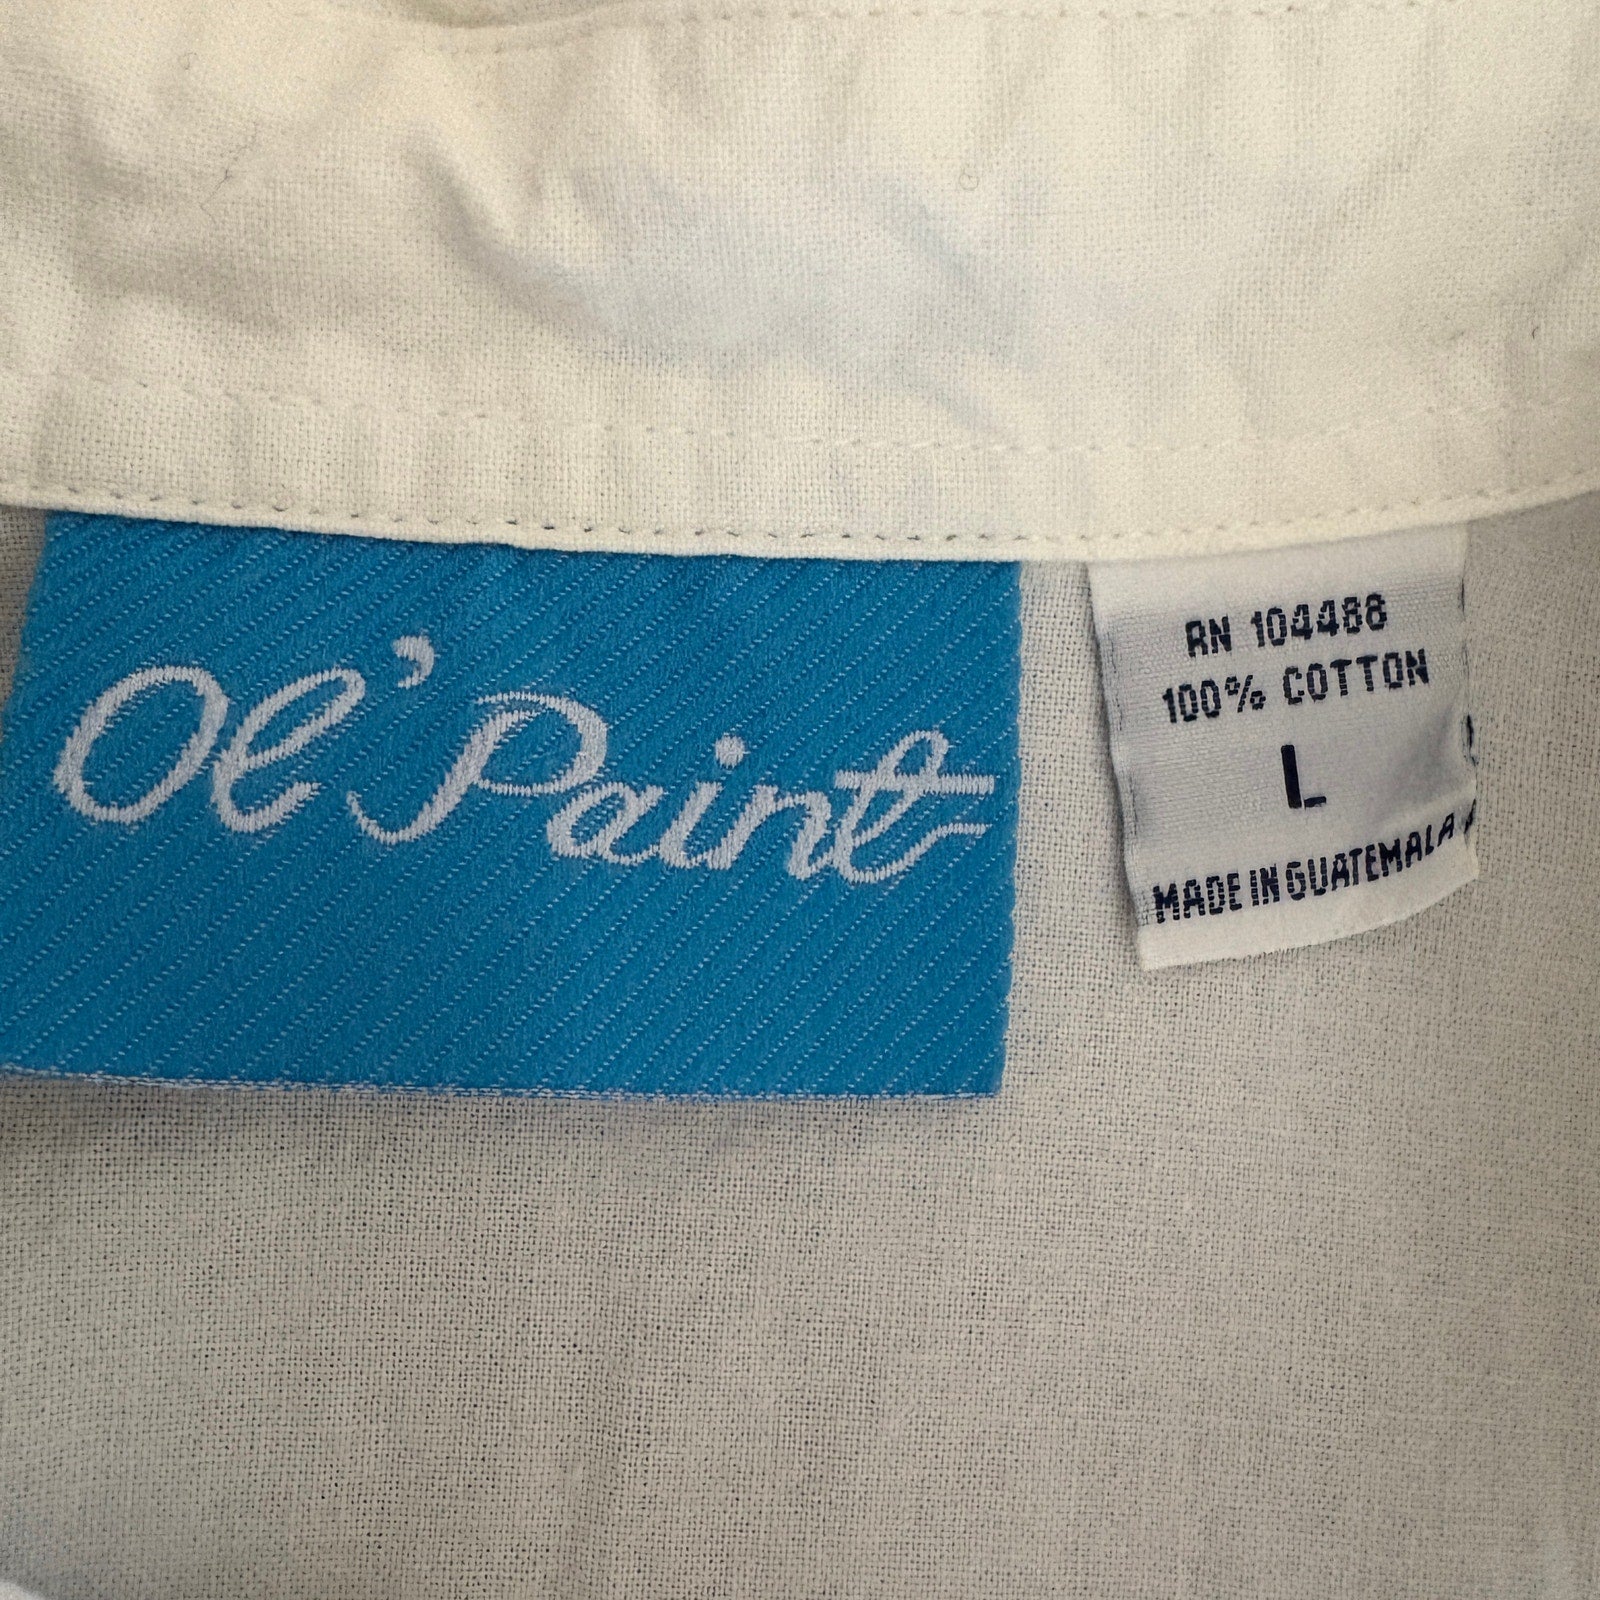 Ol' Paint
RN 104488
100% COTTON
L
MADE IN GUATEMALA